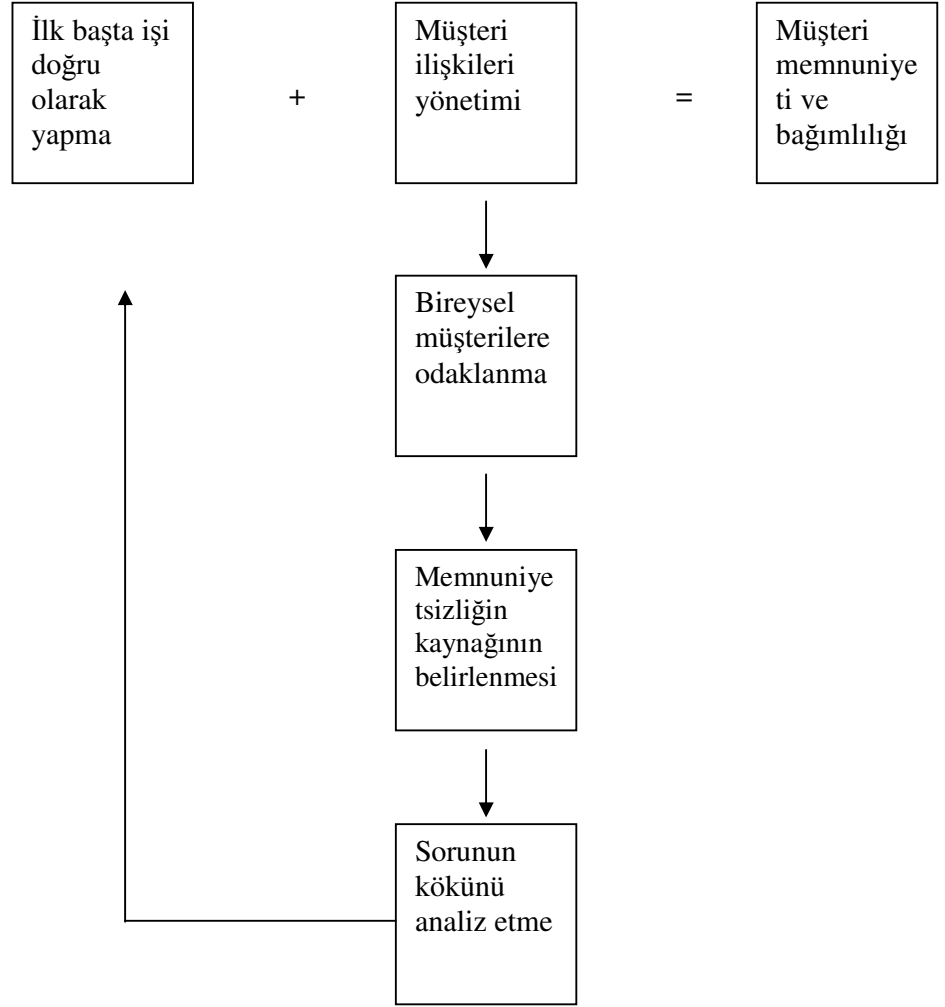 İlk başta işi
doğru
olarak
yapma
+
Müşteri
ilişkileri
yönetimi
=
Müşteri
memnuniye
ti ve
bağımlılığı
Bireysel
müşterilere
odaklanma
Memnuniye
tsizliğin
kaynağının
belirlenmesi
Sorunun
kökünü
analiz etme